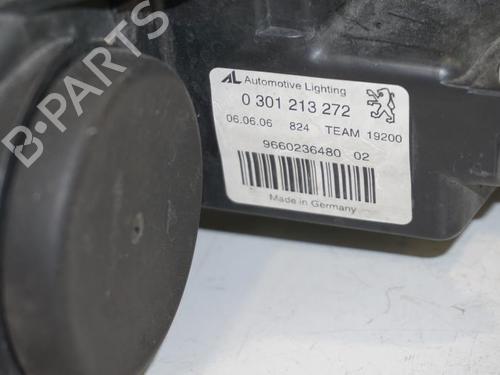 AL Automotive Lighting
0 301 213 272
06.06.06 824 TEAM 19200
9660236480 02
Made in Germany
B-PARTS